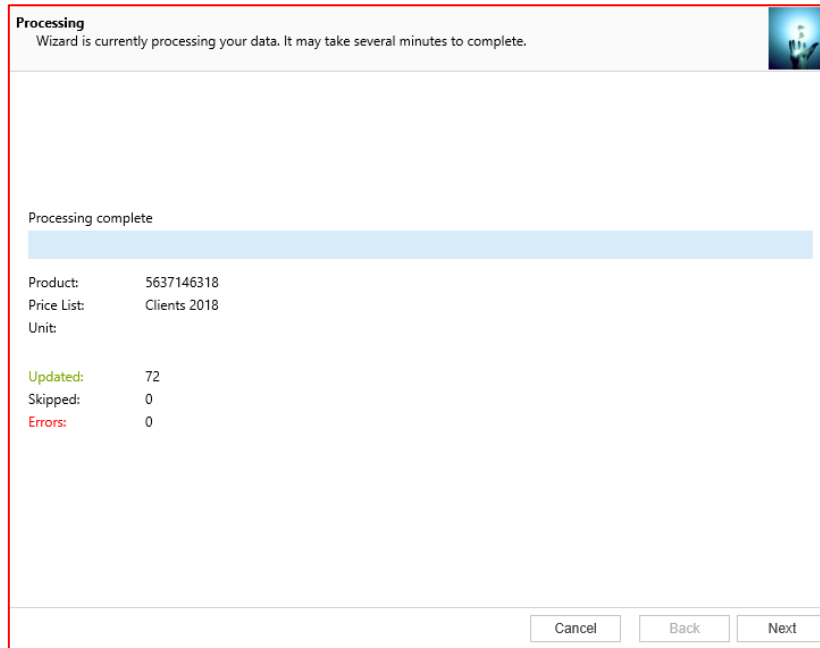 Processing
Wizard is currently processing your data. It may take several minutes to complete.
Processing complete
Product: 5637146318
Price List: Clients 2018
Unit:
Updated: 72
Skipped: 0
Errors: 0
Cancel Back Next